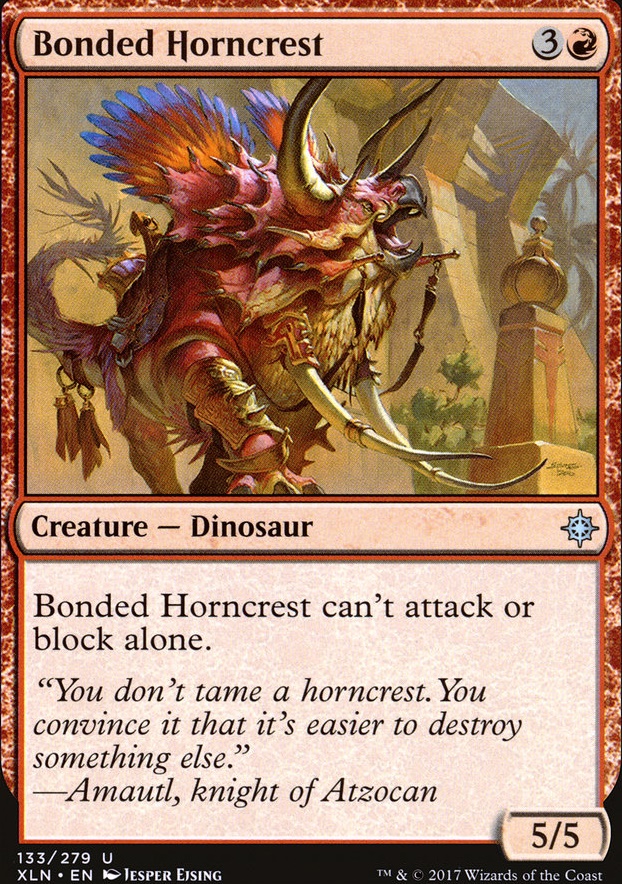 Bonded Horncrest 3
Creature — Dinosaur
Bonded Horncrest can't attack or
block alone.
“You don't tame a horncrest. You
convince it that it's easier to destroy
something else.”
—Amautl, knight of Atzocan
5/5
133/279 U
XLN • EN Jesper Eising
™ & © 2017 Wizards of the Coast